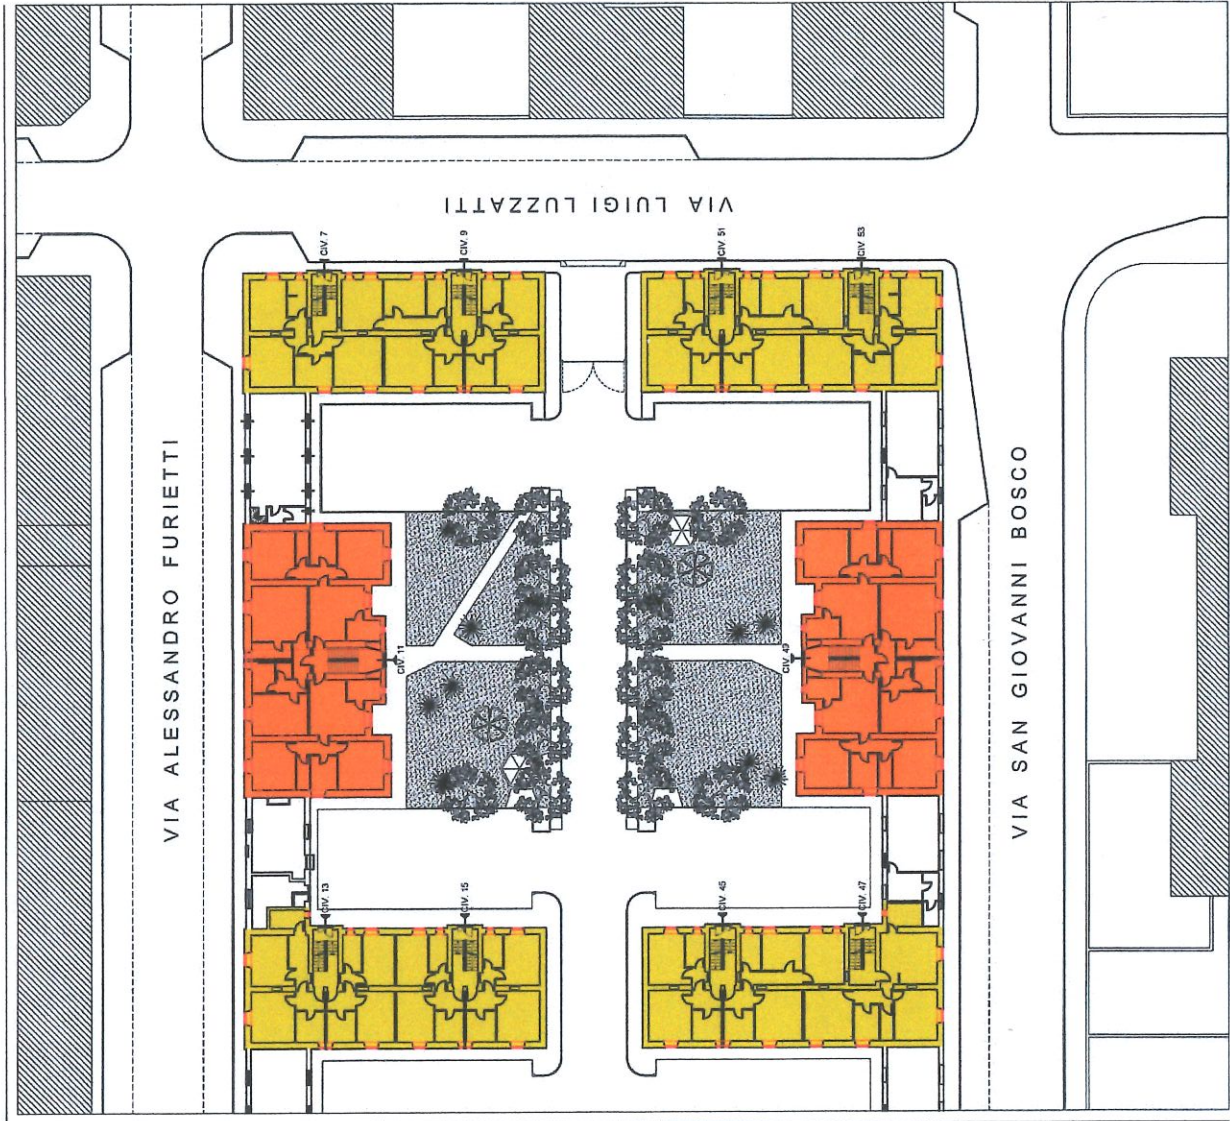 VIA LUIGI LUZZATTI
CIV. 7
CIV. 9
CIV. 51
CIV. 53
VIA ALESSANDRO FURIETTI
VIA SAN GIOVANNI BOSCO
CIV. 11
CIV. 49
CIV. 13
CIV. 15
CIV. 45
CIV. 47